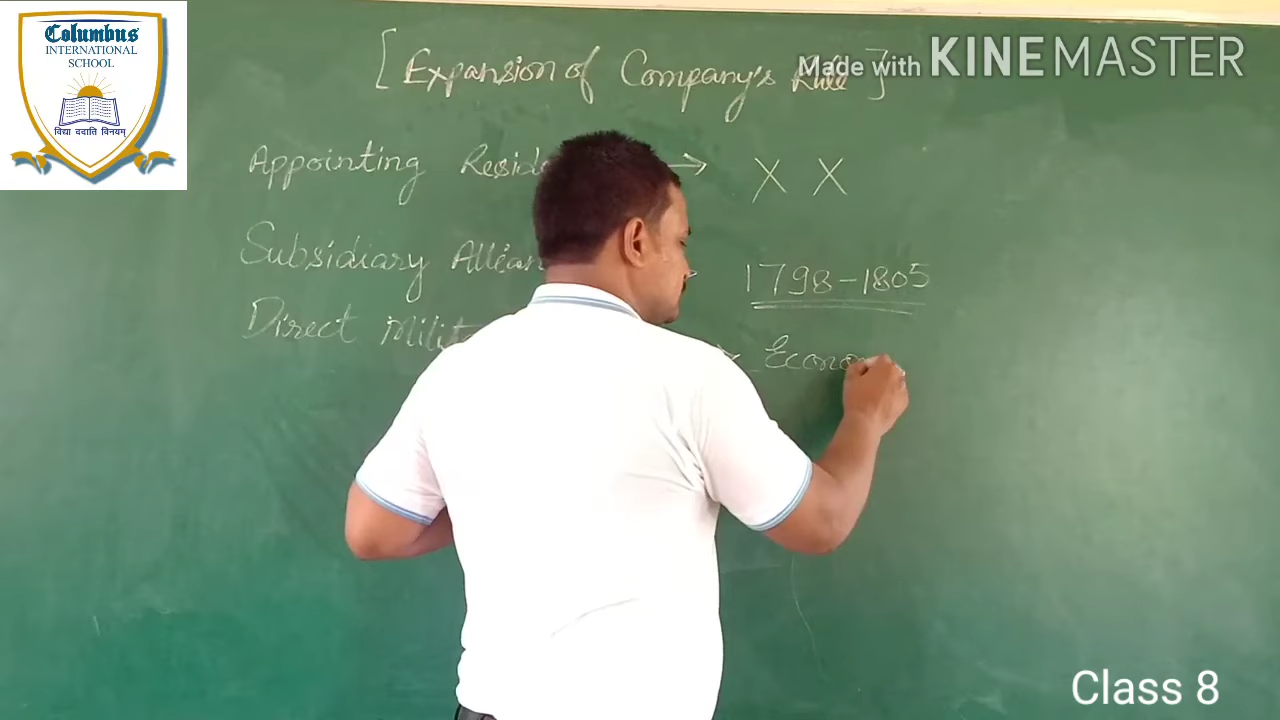 Columbus
INTERNATIONAL
SCHOOL
विद्या ददाति विनयम्
[Expansion of Company's Rule]
Made with KINEMASTER
Appointing → X X
Subsidiary 1798-1805
Direct
Class 8